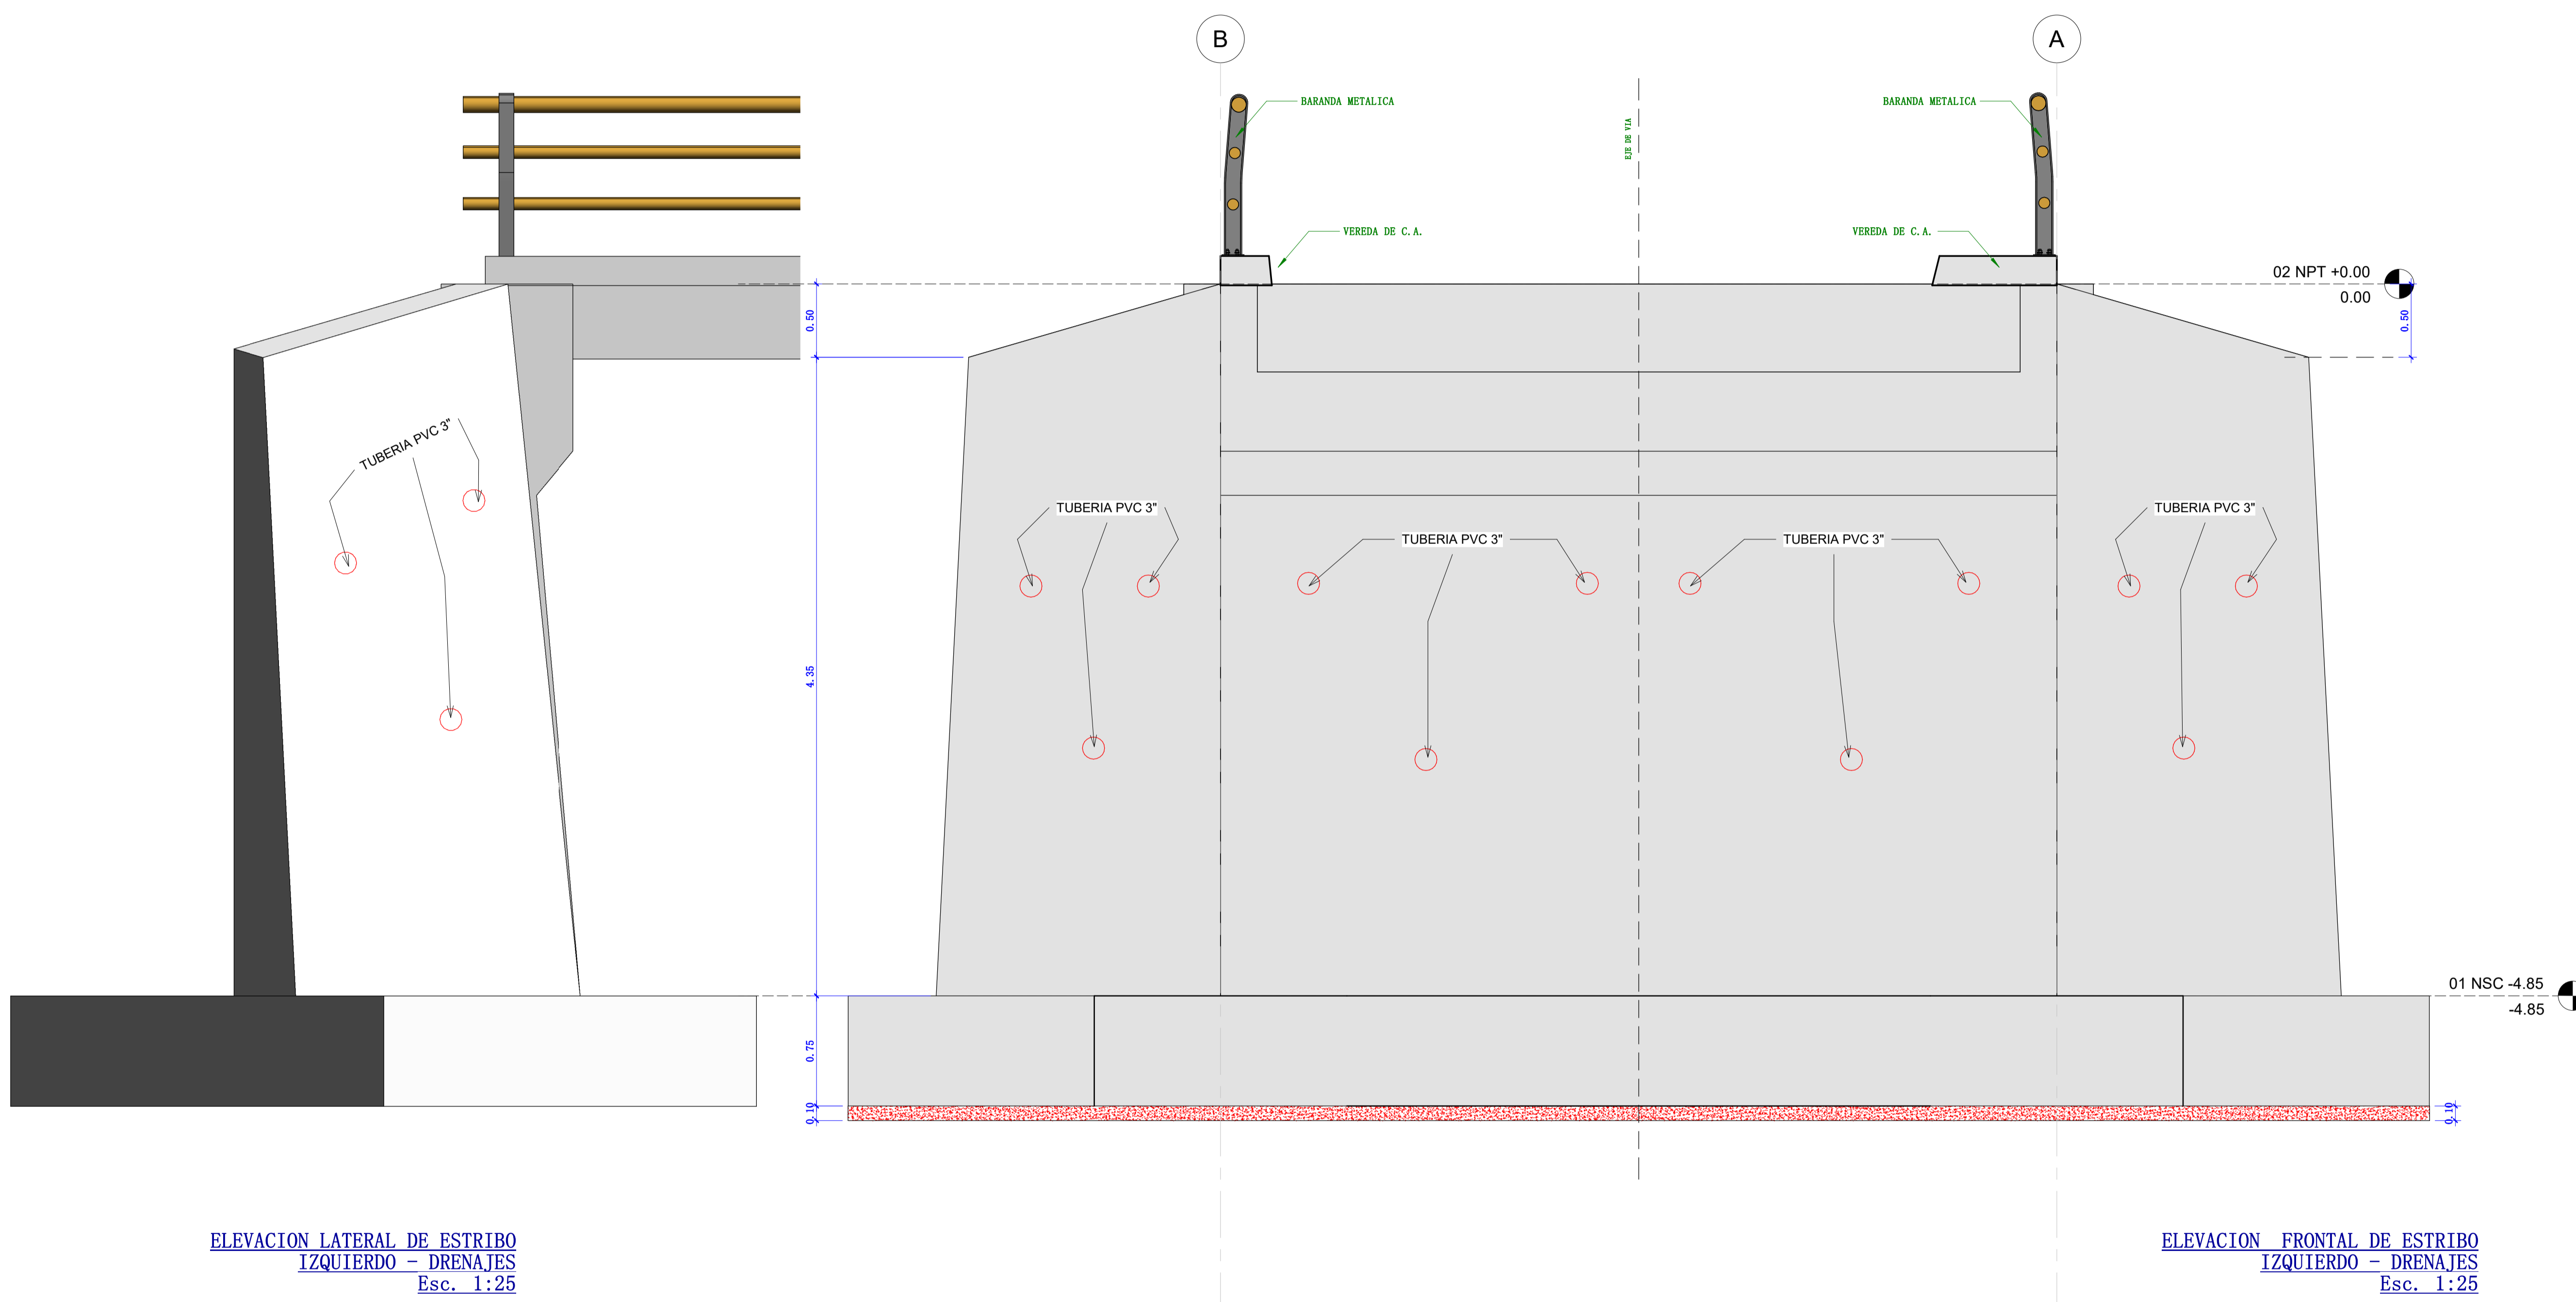 B
A
BARANDA METALICA
BARANDA METALICA
EJE DE VIA
VEREDA DE C.A.
VEREDA DE C.A.
02 NPT +0.00
0.00
0.50
0.50
TUBERIA PVC 3"
TUBERIA PVC 3"
TUBERIA PVC 3"
TUBERIA PVC 3"
TUBERIA PVC 3"
4.35
01 NSC -4.85
-4.85
0.75
0.10
0.10
ELEVACION LATERAL DE ESTRIBO
IZQUIERDO - DRENAJES
Esc. 1:25
ELEVACION FRONTAL DE ESTRIBO
IZQUIERDO - DRENAJES
Esc. 1:25